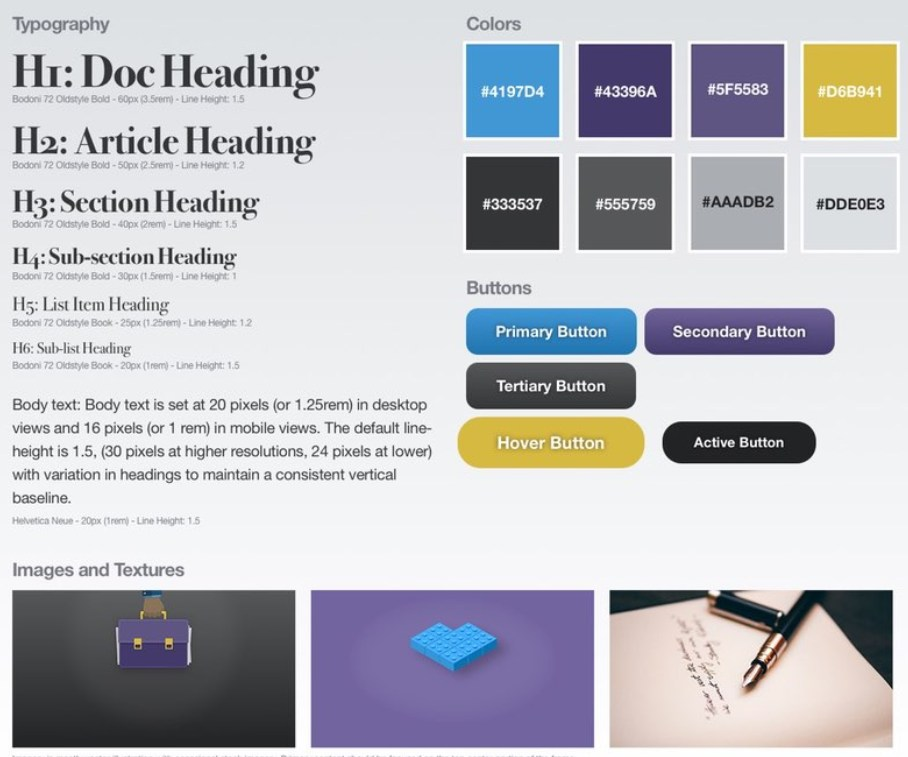 Typography
H1: Doc Heading
Bodoni 72 Oldstyle Bold - 60px (3.5rem) - Line Height: 1.5
H2: Article Heading
Bodoni 72 Oldstyle Bold - 50px (2.5rem) - Line Height: 1.2
H3: Section Heading
Bodoni 72 Oldstyle Bold - 40px (2rem) - Line Height: 1.5
H4: Sub-section Heading
Bodoni 72 Oldstyle Bold - 30px (1.5rem) - Line Height: 1
H5: List Item Heading
Bodoni 72 Oldstyle Book - 25px (1.25rem) - Line Height: 1.2
H6: Sub-list Heading
Bodoni 72 Oldstyle Book - 20px (1rem) - Line Height: 1.5
Body text: Body text is set at 20 pixels (or 1.25rem) in desktop
views and 16 pixels (or 1 rem) in mobile views. The default line-
height is 1.5, (30 pixels at higher resolutions, 24 pixels at lower)
with variation in headings to maintain a consistent vertical
baseline.
Helvetica Neue - 20px (1rem) - Line Height: 1.5
Colors
#4197D4 #43396A #5F5583 #D6B941
#333537 #555759 #AAADB2 #DDE0E3
Buttons
Primary Button Secondary Button
Tertiary Button
Hover Button Active Button
Images and Textures